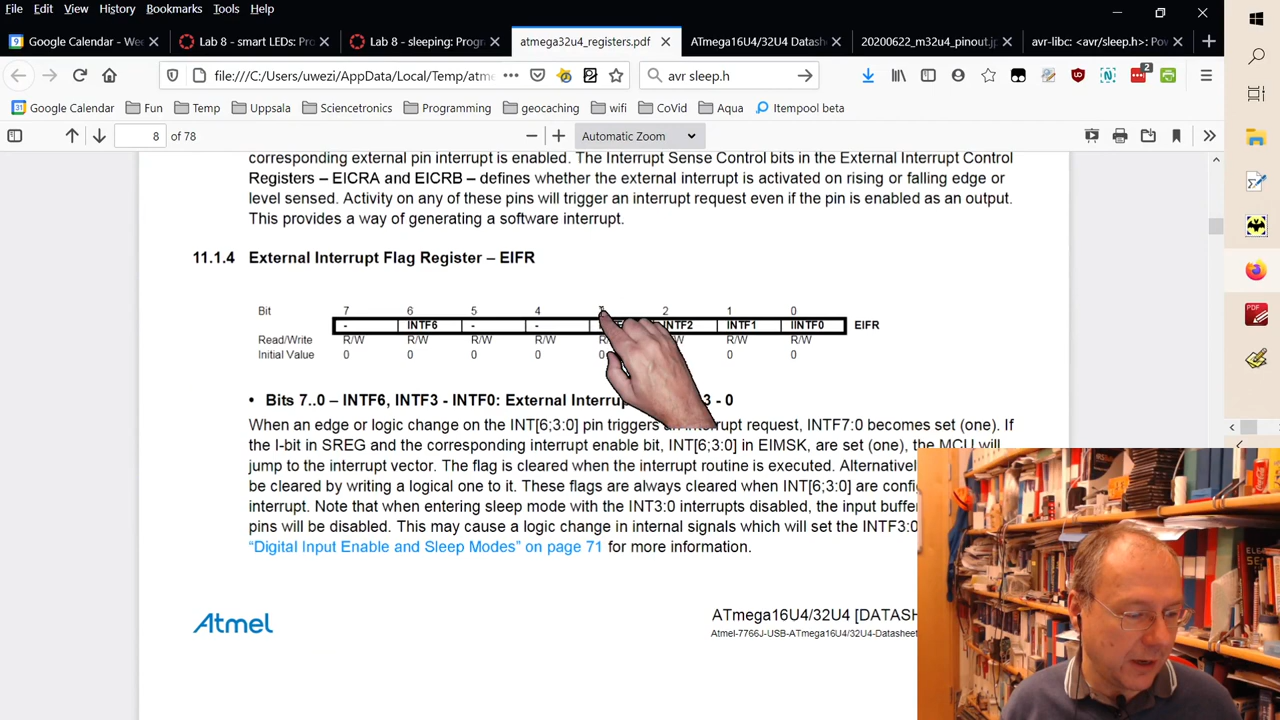 File Edit View History Bookmarks Tools Help
Google Calendar - Wee
Lab 8 - smart LEDs: Pro
Lab 8 - sleeping: Progr
atmega32u4_registers.pdf
ATmega16U4/32U4 Datash
20200622_m32u4_pinout.j
avr-libc: <avr/sleep.h>: Po
file:///C:/Users/uwezi/AppData/Local/Temp/atme
avr sleep.h
2
Google Calendar Fun Temp Uppsala Scienctronics Programming geocaching wifi CoVid Aqua Itempool beta
8 of 78
Automatic Zoom
corresponding external pin interrupt is enabled. The Interrupt Sense Control bits in the External Interrupt Control
Registers – EICRA and EICRB – defines whether the external interrupt is activated on rising or falling edge or
level sensed. Activity on any of these pins will trigger an interrupt request even if the pin is enabled as an output.
This provides a way of generating a software interrupt.
11.1.4 External Interrupt Flag Register – EIFR
Bit 7 6 5 4 2 1 0
- INTF6 - - INTF2 INTF1 IINTF0 EIFR
Read/Write R/W R/W R/W R/W R/W R/W R/W R/W
Initial Value 0 0 0 0 0 0 0
• Bits 7..0 – INTF6, INTF3 - INTF0: External Interru 3 - 0
When an edge or logic change on the INT[6;3:0] pin triggers an interrupt request, INTF7:0 becomes set (one). If
the I-bit in SREG and the corresponding interrupt enable bit, INT[6;3:0] in EIMSK, are set (one), the MCU will
jump to the interrupt vector. The flag is cleared when the interrupt routine is executed. Alternative
be cleared by writing a logical one to it. These flags are always cleared when INT[6;3:0] are confi
interrupt. Note that when entering sleep mode with the INT3:0 interrupts disabled, the input buffer
pins will be disabled. This may cause a logic change in internal signals which will set the INTF3:0
“Digital Input Enable and Sleep Modes” on page 71 for more information.
Atmel
ATmega16U4/32U4 [DATASH
Atmel-7766J-USB-ATmega16U4/32U4-Datasheet